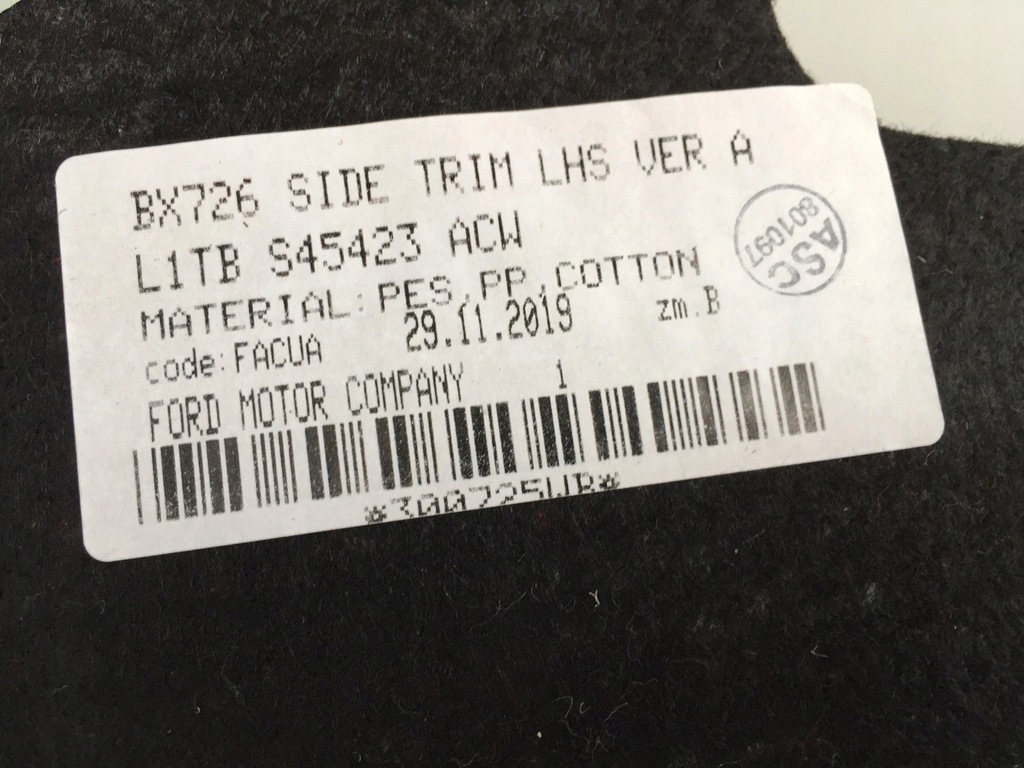 BX726 SIDE TRIM LHS VER A
L1TB S45423 ACW
MATERIAL:PES,PP,COTTON
code:FACUA 29.11.2019 zm.B
FORD MOTOR COMPANY 1
ASC
801097